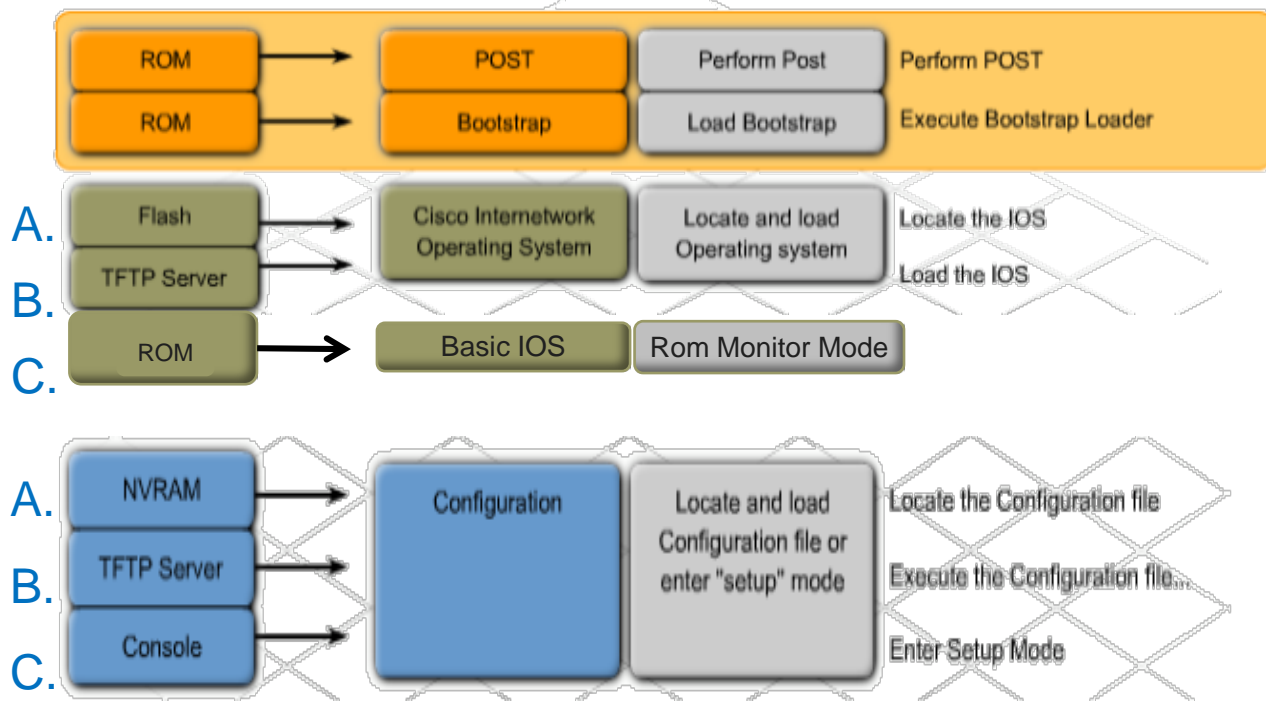 ROM
POST
Perform Post
Perform POST
ROM
Bootstrap
Load Bootstrap
Execute Bootstrap Loader
A.
Flash
Cisco Internetwork
Operating System
Locate and load
Operating system
Locate the IOS
B.
TFTP Server
Load the IOS
C.
ROM
Basic IOS
Rom Monitor Mode
A.
NVRAM
Configuration
Locate and load
Configuration file or
enter "setup" mode
Locate the Configuration file
B.
TFTP Server
Execute the Configuration file...
C.
Console
Enter Setup Mode